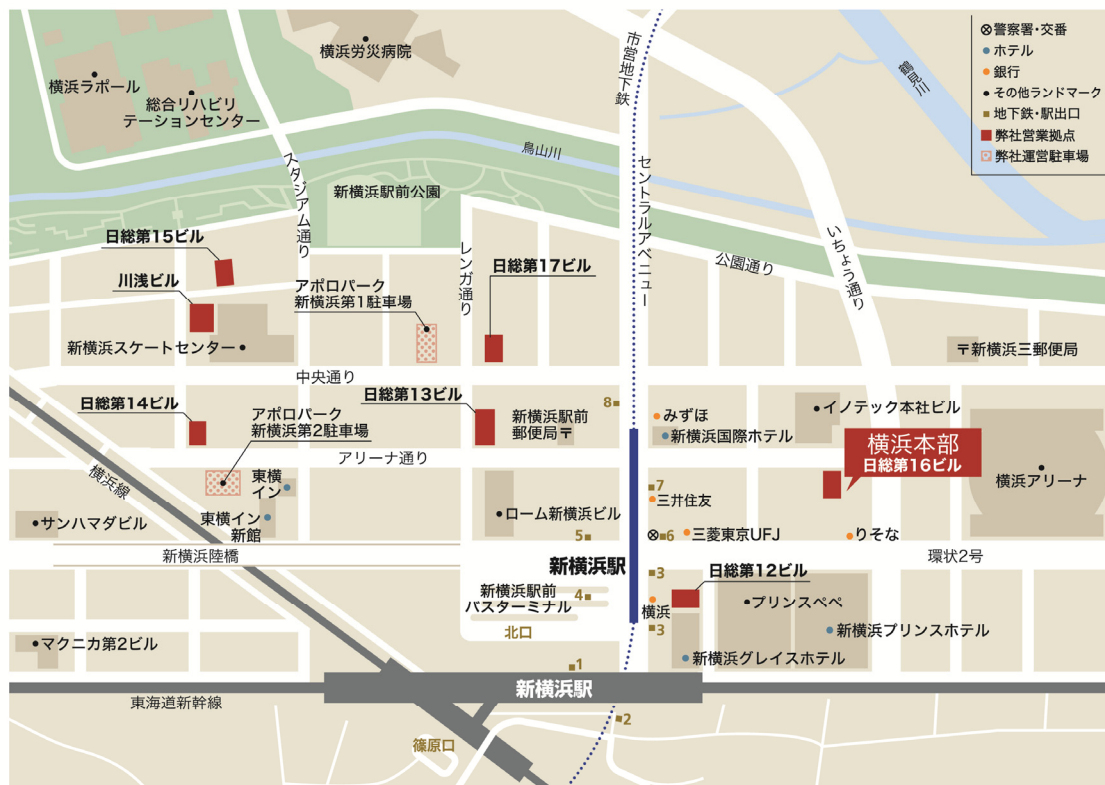 横浜労災病院
横浜ラポール
総合リハビリ
テーションセンター
市営地下鉄
鶴見川
警察署・交番
ホテル
銀行
その他ランドマーク
地下鉄・駅出口
弊社営業拠点
弊社運営駐車場
鳥山川
スタジアム通り
新横浜駅前公園
セントラルアベニュー
いちょう通り
公園通り
レンガ通り
日総第15ビル
川浅ビル
アポロパーク
新横浜第1駐車場
日総第17ビル
新横浜スケートセンター
〒新横浜三郵便局
中央通り
日総第14ビル
アポロパーク
新横浜第2駐車場
日総第13ビル
新横浜駅前
郵便局〒
8
みずほ
新横浜国際ホテル
イノテック本社ビル
横浜本部
日総第16ビル
横浜アリーナ
アリーナ通り
横浜線
東横
イン
東横イン
新館
サンハマダビル
ローム新横浜ビル
7
三井住友
5
6
三菱東京UFJ
りそな
新横浜陸橋
新横浜駅
環状2号
3
日総第12ビル
新横浜駅前
バスターミナル
4
横浜
プリンスペペ
北口
3
新横浜プリンスホテル
マクニカ第2ビル
新横浜グレイスホテル
1
新横浜駅
東海道新幹線
2
篠原口